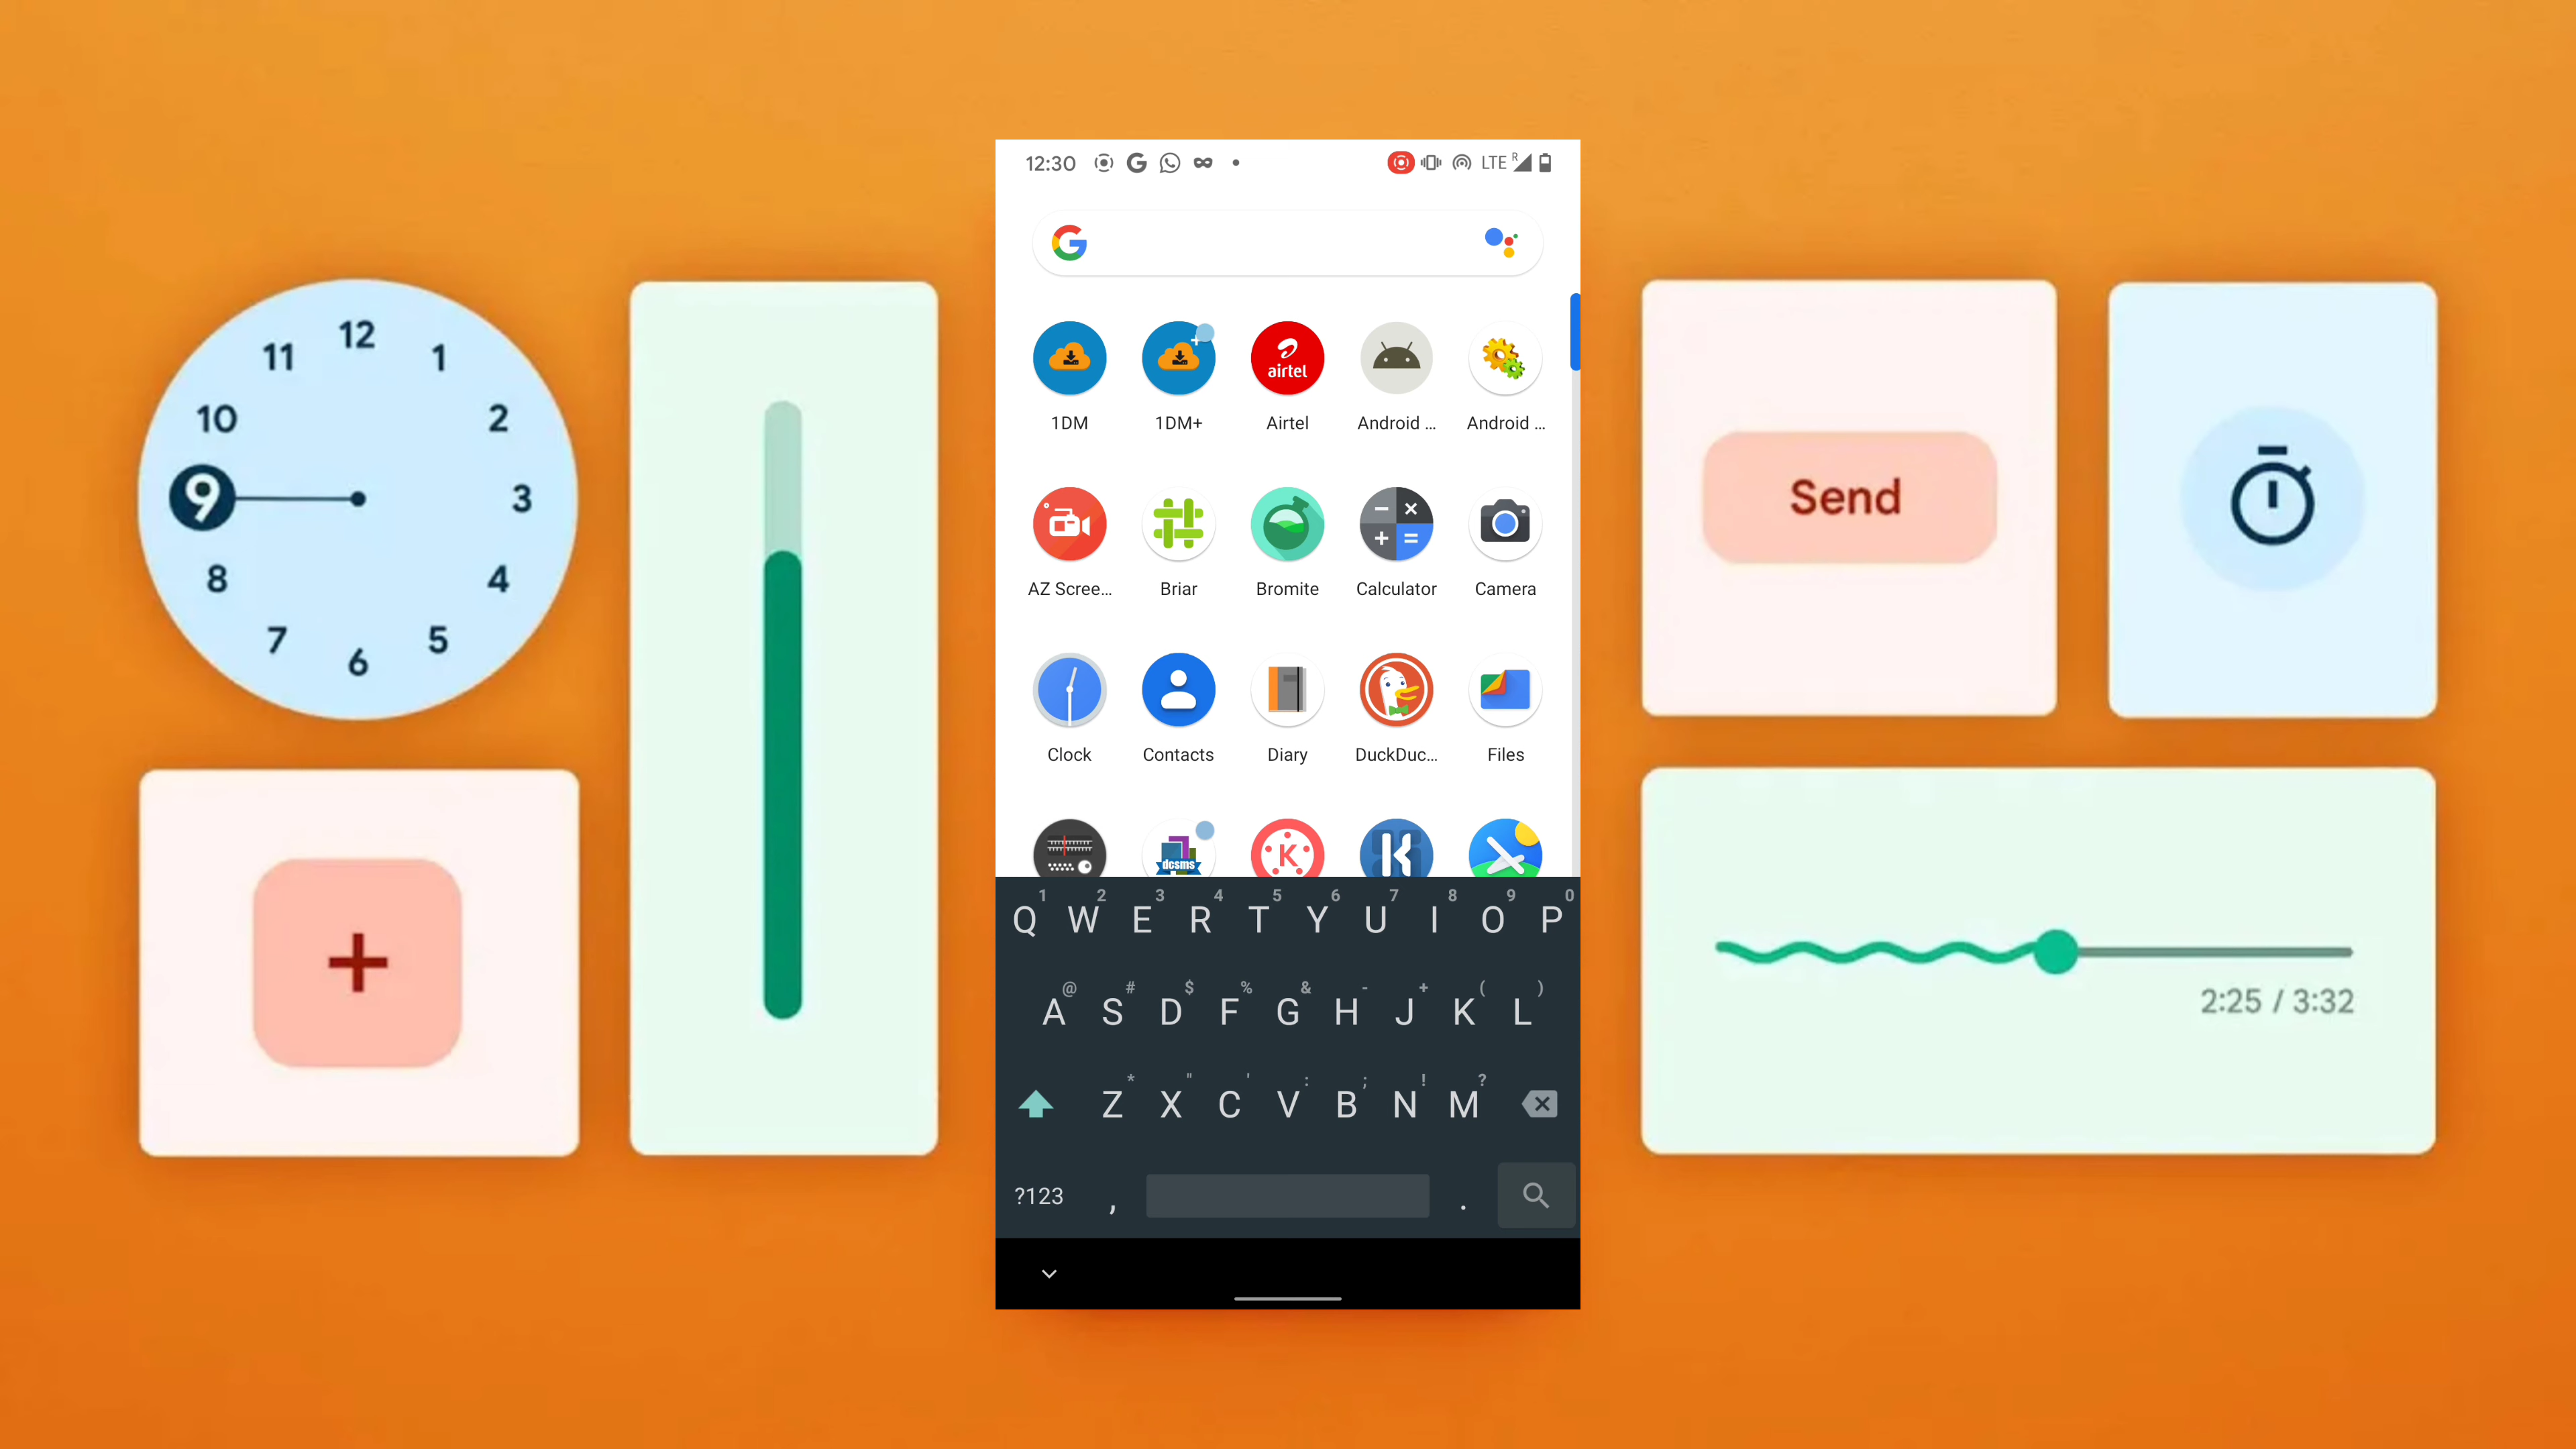 12
11
1
10
2
9
3
8
4
7
5
6
+
12:30
LTE R
1DM
1DM+
airtel
Airtel
Android ...
Android ...
AZ Scree...
Briar
Bromite
Calculator
Camera
Clock
Contacts
Diary
DuckDuc...
Files
dcsms
K
1 2 3 4 5 6 7 8 9 0
Q W E R T Y U I O P
@ # $ % & - + ( )
A S D F G H J K L
* " ' : ; ! ?
Z X C V B N M
?123 , .
Send
2:25 / 3:32